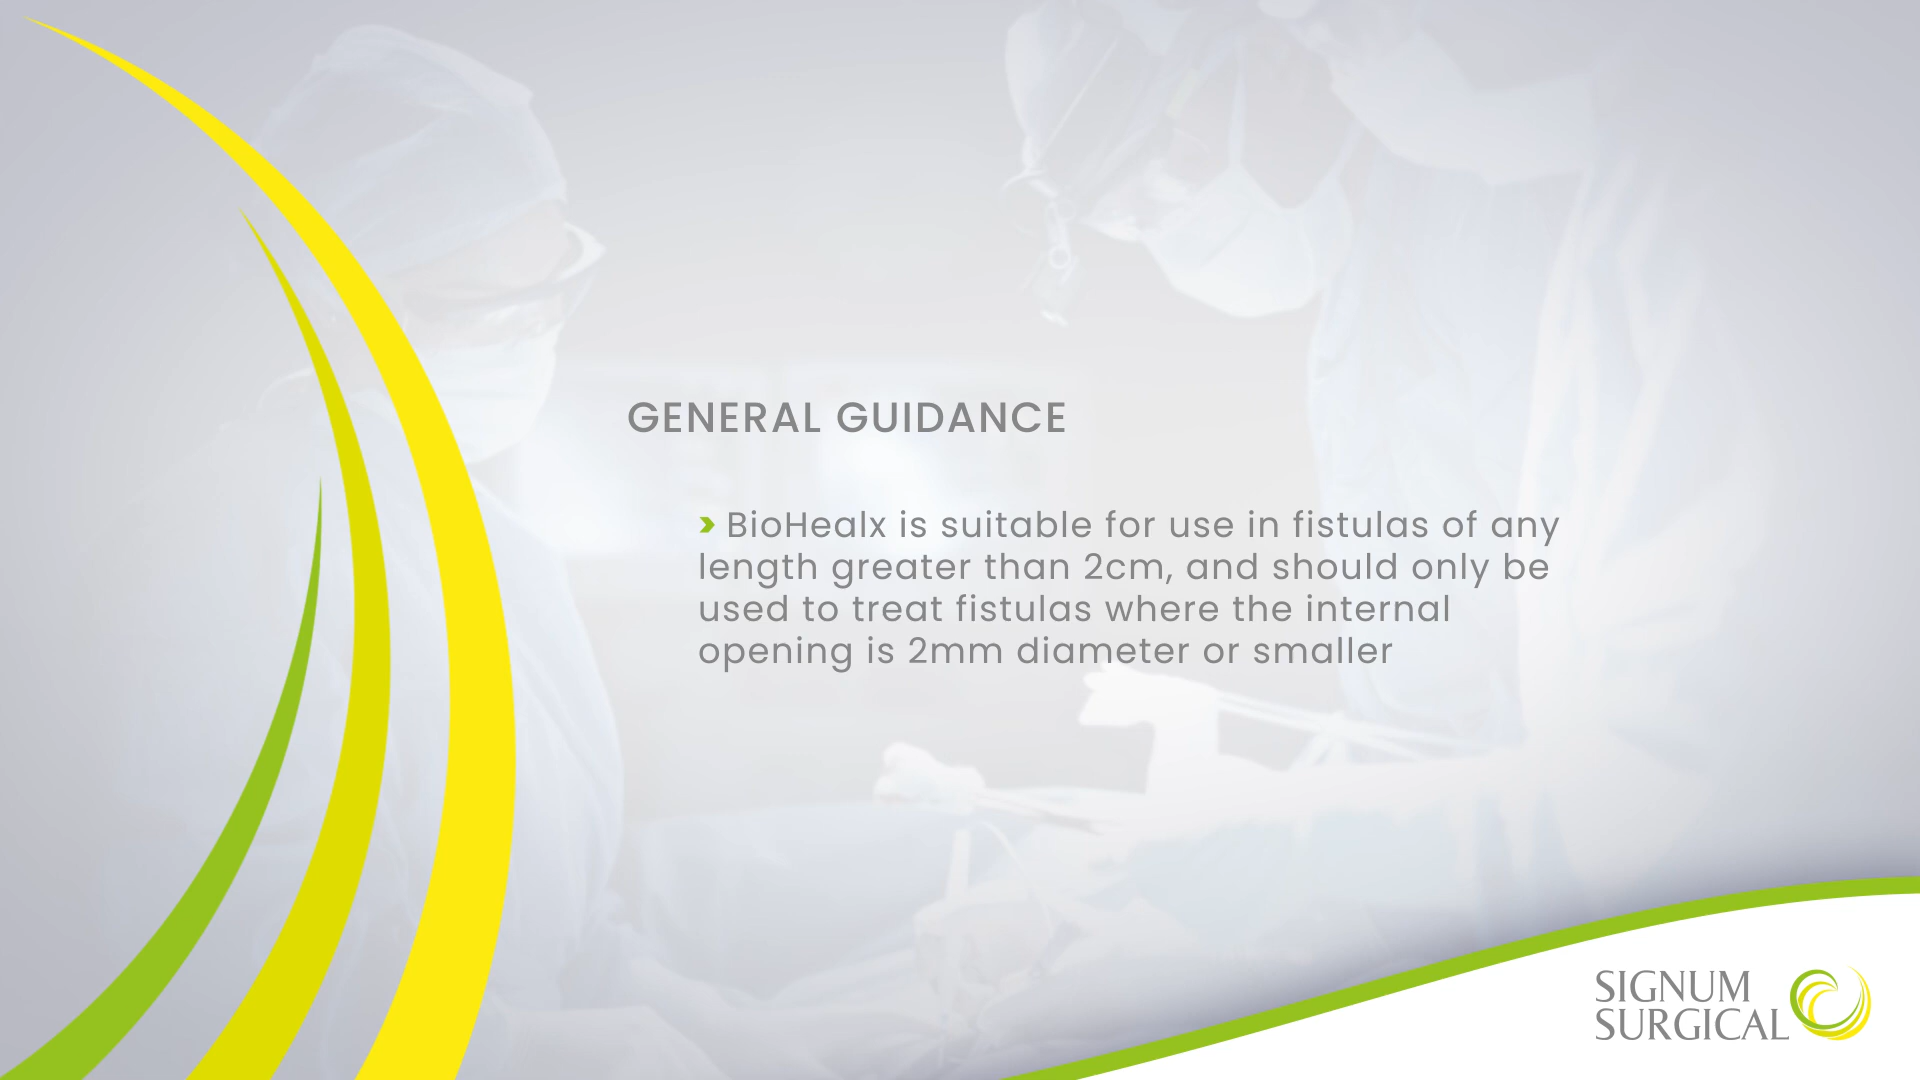 GENERAL GUIDANCE
› BioHealx is suitable for use in fistulas of any
length greater than 2cm, and should only be
used to treat fistulas where the internal
opening is 2mm diameter or smaller
SIGNUM
SURGICAL